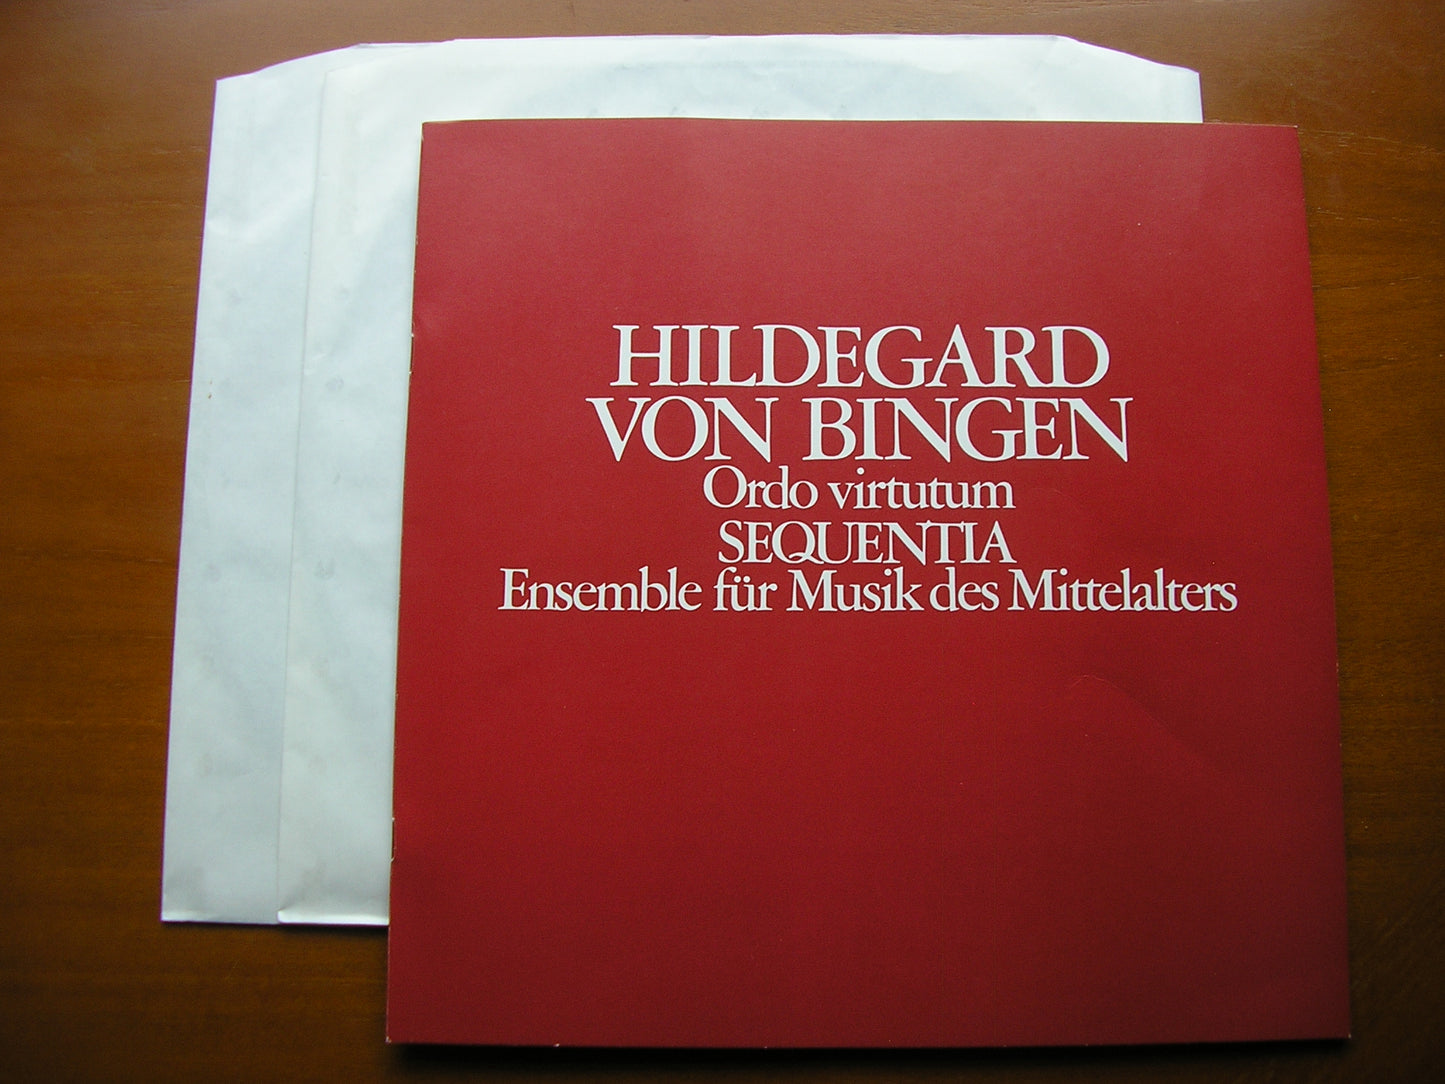 HILDEGARD
VON BINGEN
Ordo virtutum
SEQUENTIA
Ensemble für Musik des Mittelalters